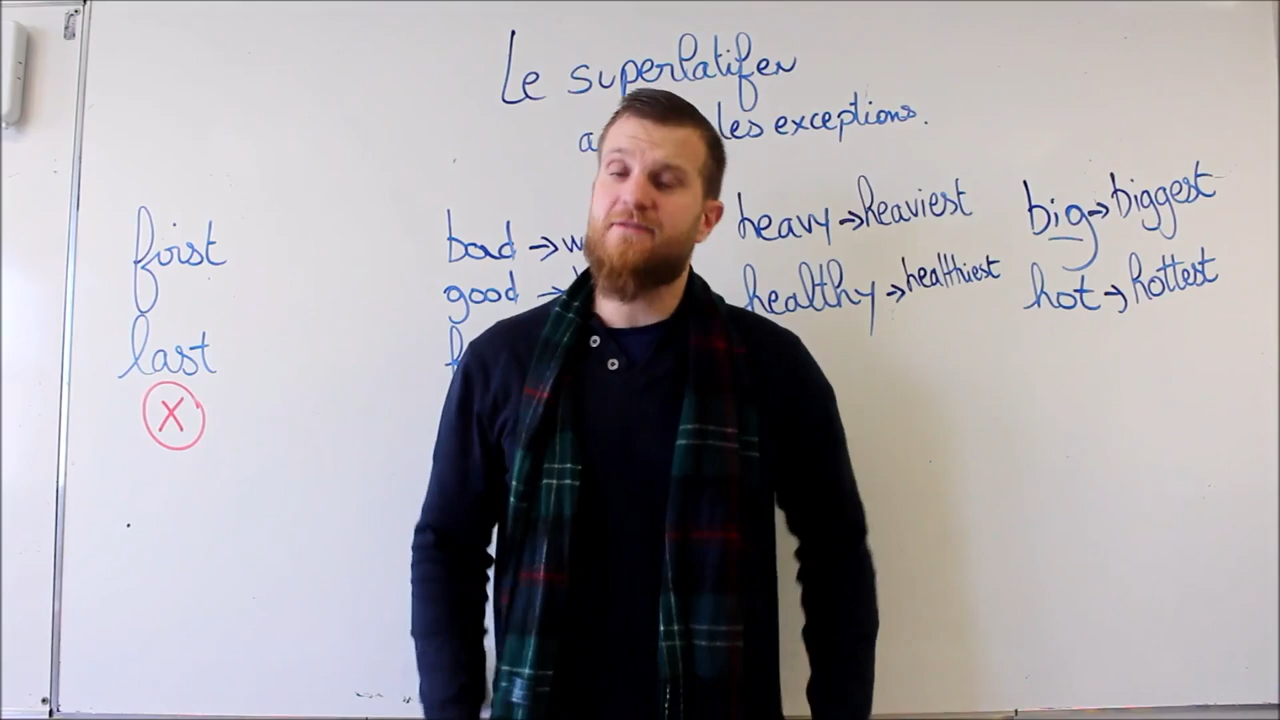 Le superlatif en
les exceptions.
first
last
X
bad →
good →
heavy → heaviest
healthy → healthiest
big → biggest
hot → hottest